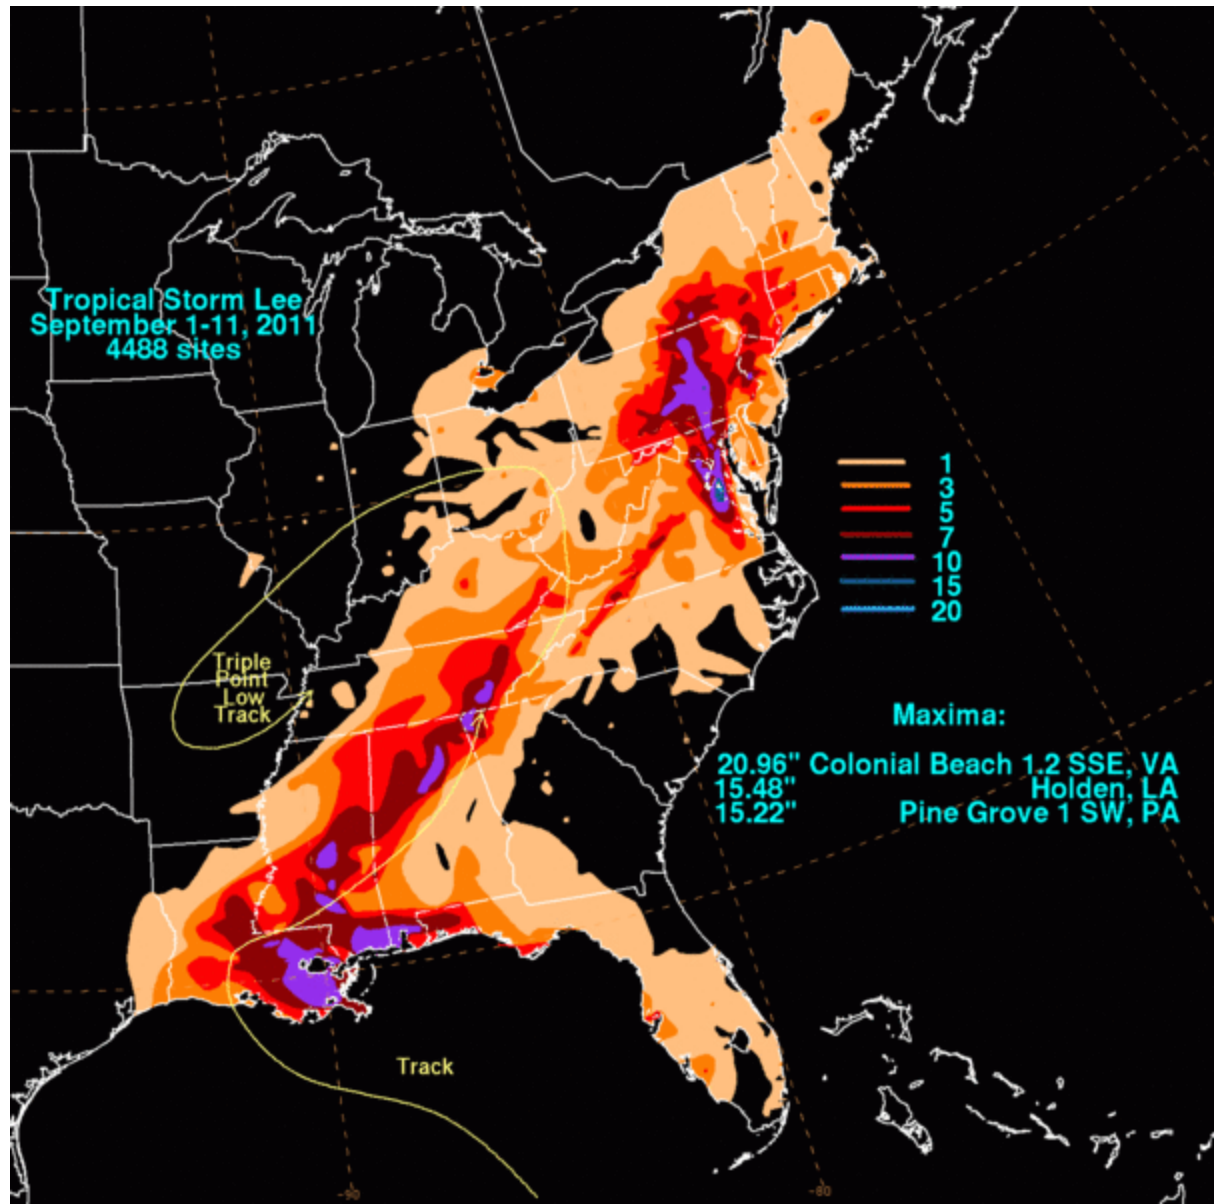 Tropical Storm Lee
September 1-11, 2011
4488 sites
1
3
5
7
10
15
20
Triple
Point
Low
Track
Maxima:
20.96" Colonial Beach 1.2 SSE, VA
15.48" Holden, LA
15.22" Pine Grove 1 SW, PA
Track
-90
-80